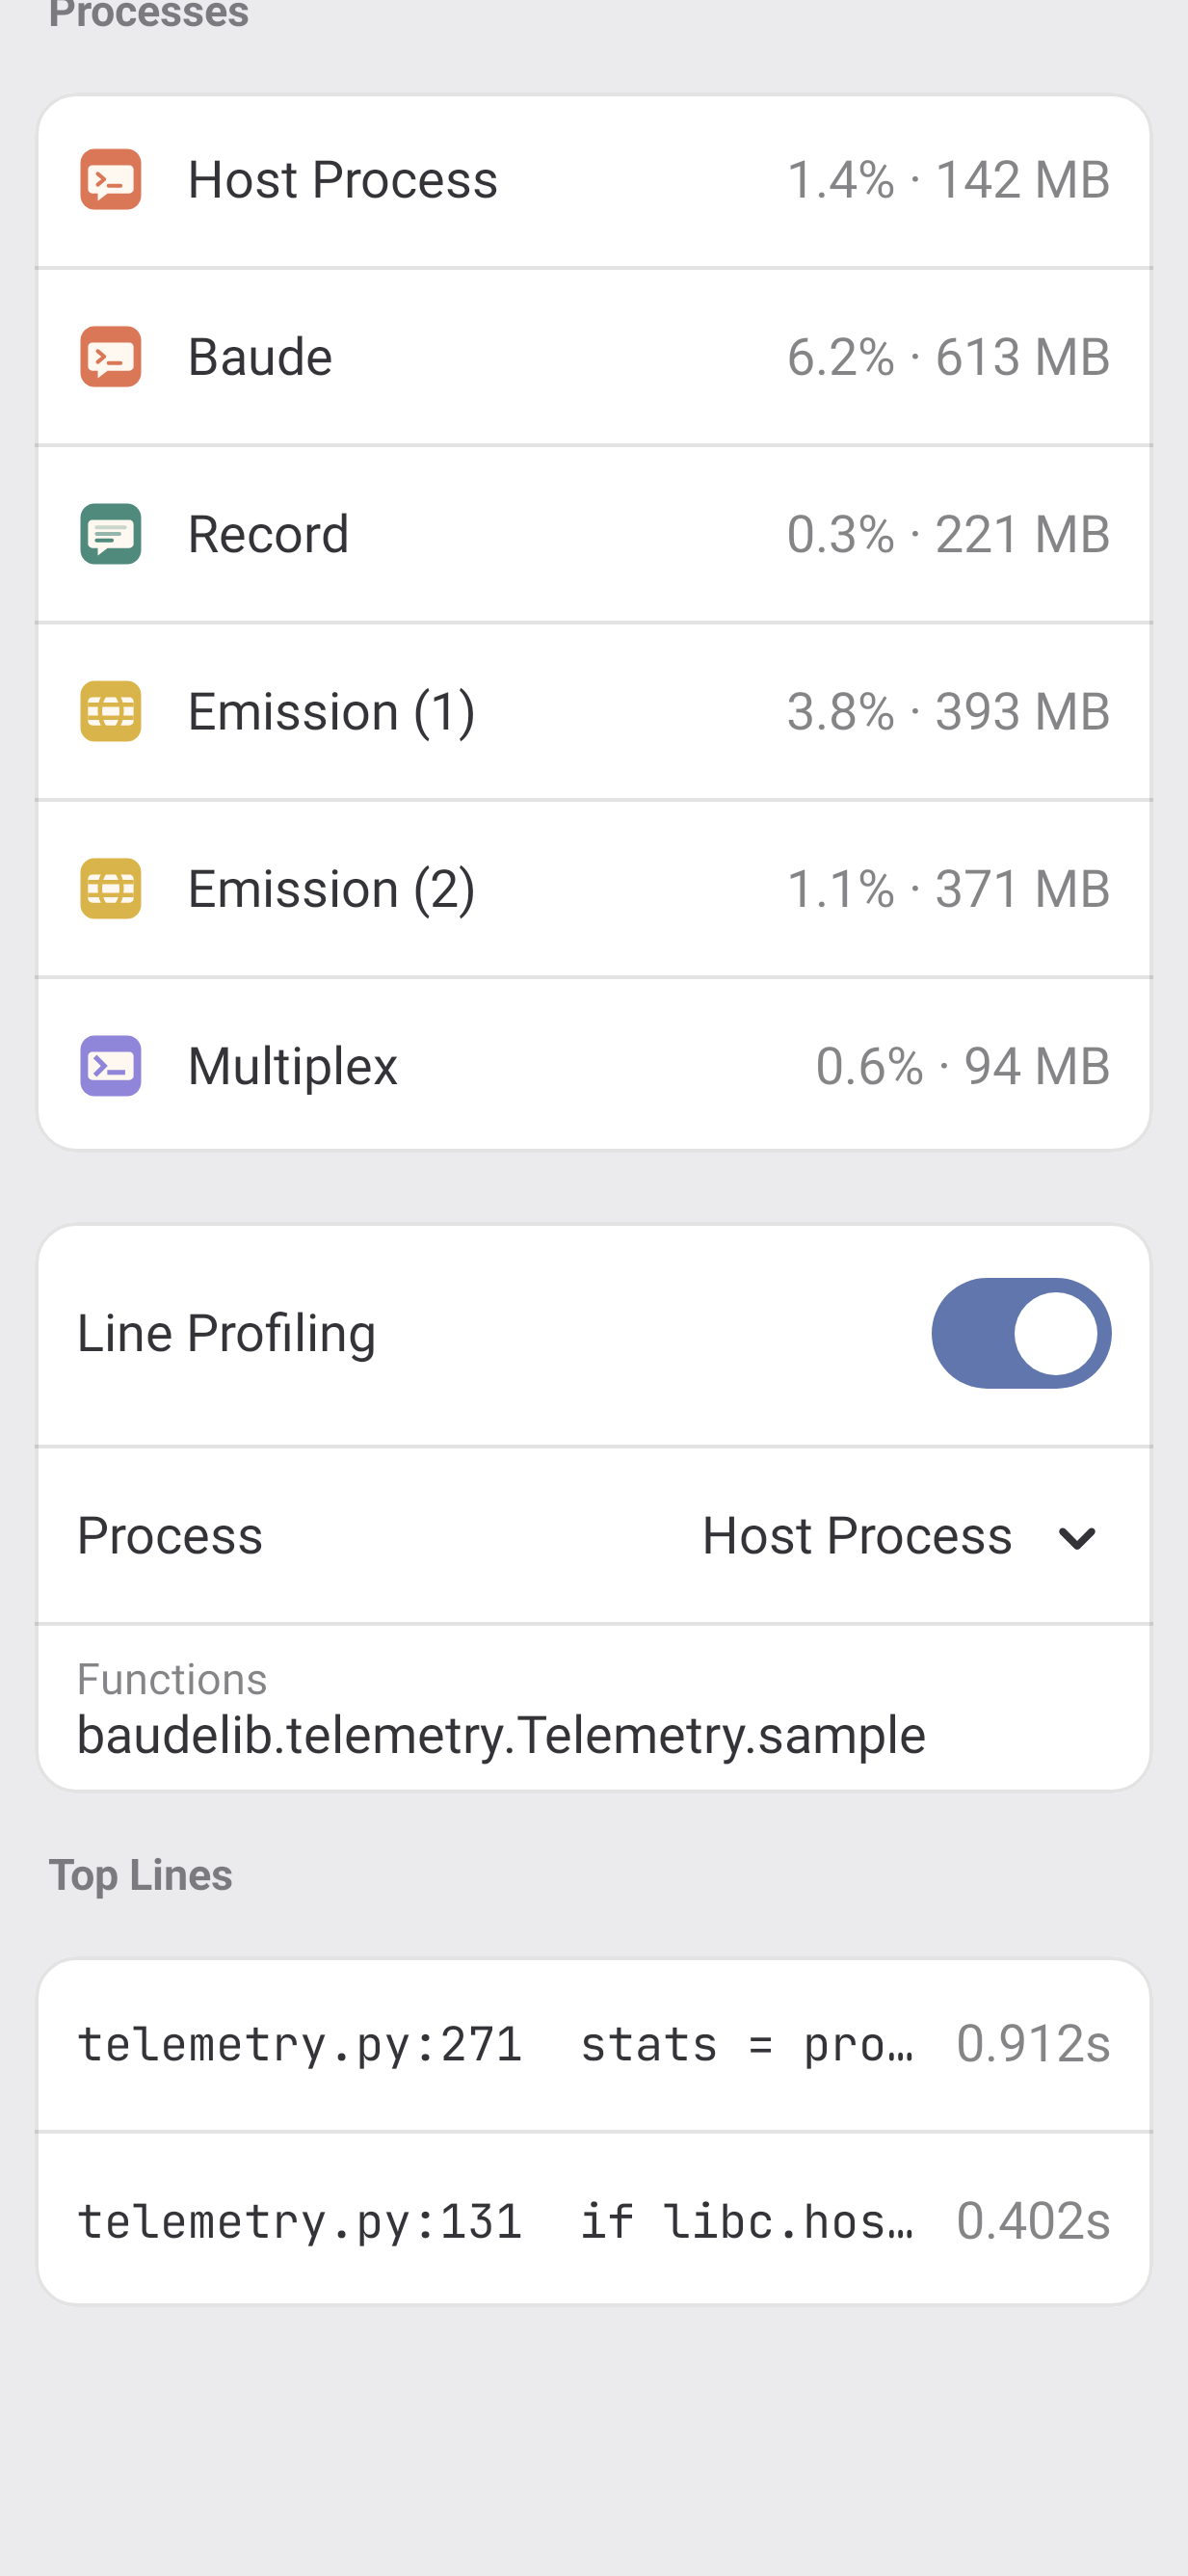 Processes
Host Process 1.4% · 142 MB
Baude 6.2% · 613 MB
Record 0.3% · 221 MB
Emission (1) 3.8% · 393 MB
Emission (2) 1.1% · 371 MB
Multiplex 0.6% · 94 MB
Line Profiling
Process Host Process
Functions
baudelib.telemetry.Telemetry.sample
Top Lines
telemetry.py:271 stats = pro… 0.912s
telemetry.py:131 if libc.hos… 0.402s